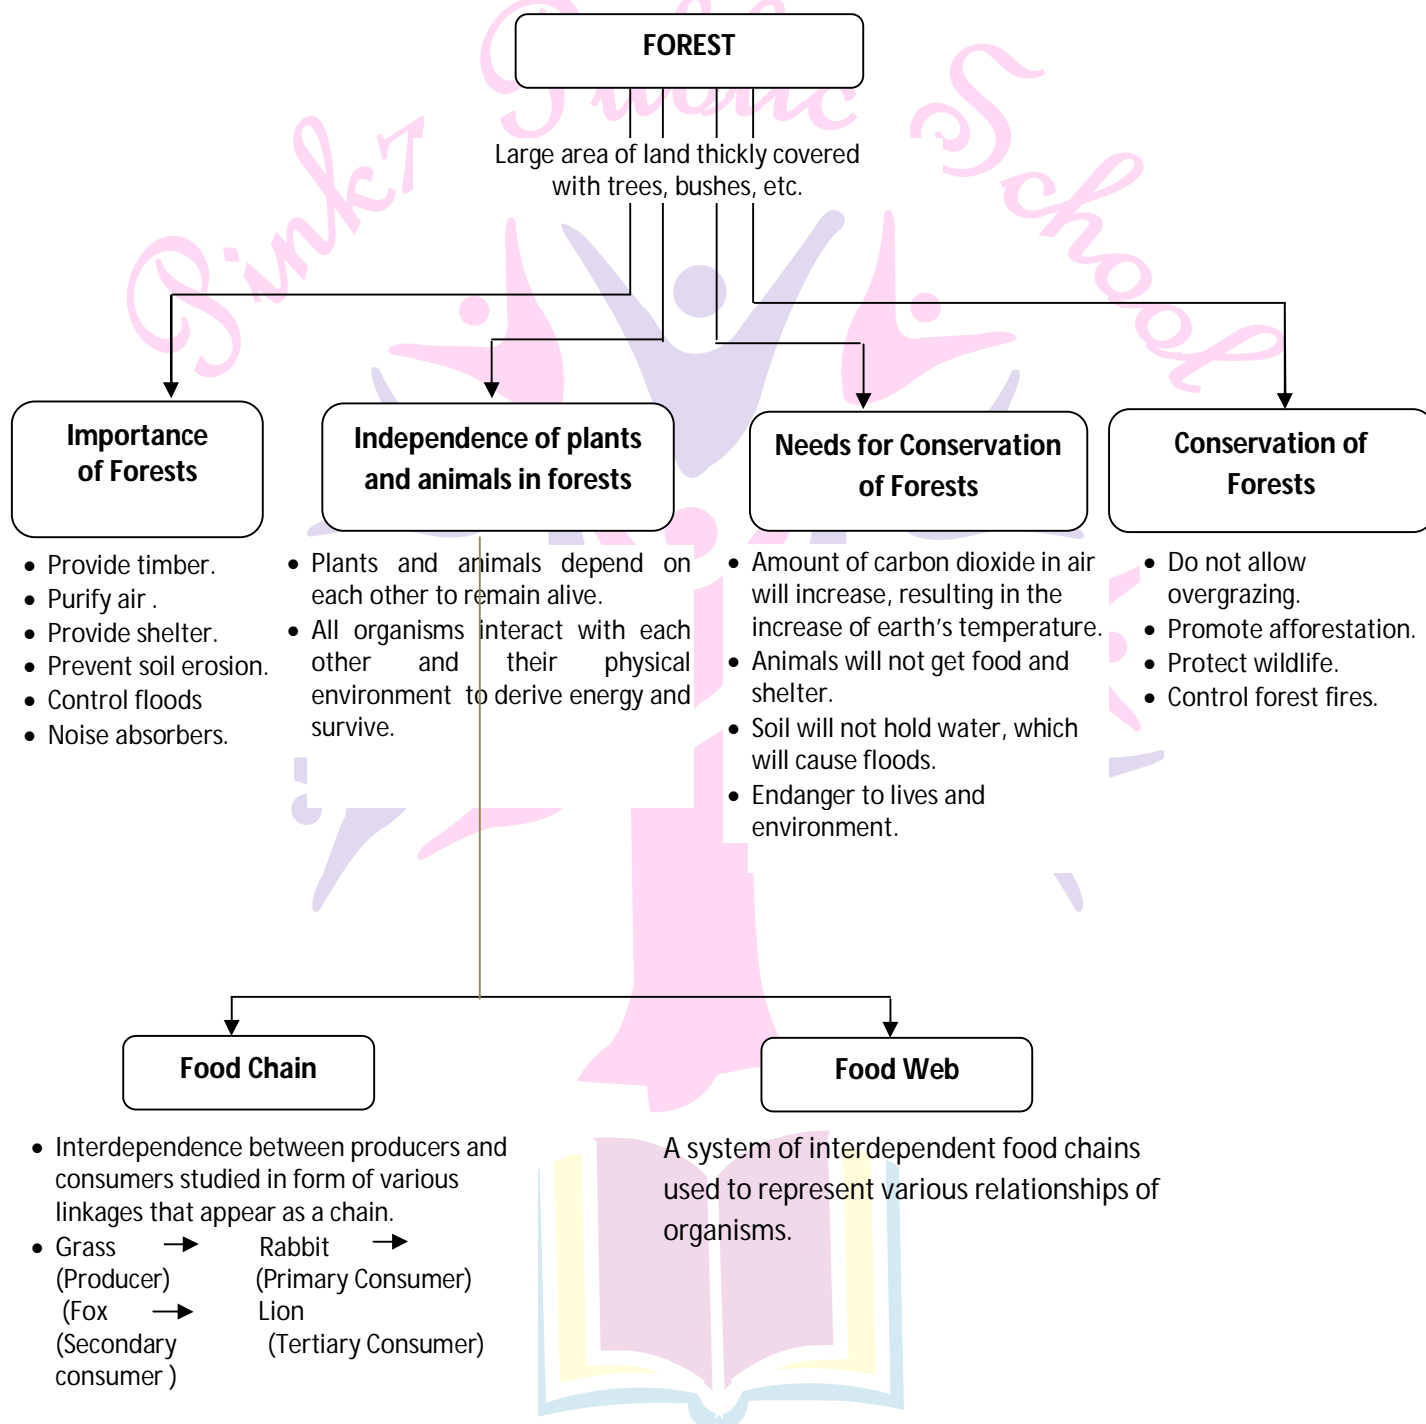 Pink7 Public School
FOREST
Large area of land thickly covered
with trees, bushes, etc.
Importance
of Forests
• Provide timber.
• Purify air .
• Provide shelter.
• Prevent soil erosion.
• Control floods
• Noise absorbers.
Independence of plants
and animals in forests
• Plants and animals depend on
each other to remain alive.
• All organisms interact with each
other and their physical
environment to derive energy and
survive.
Needs for Conservation
of Forests
• Amount of carbon dioxide in air
will increase, resulting in the
increase of earth's temperature.
• Animals will not get food and
shelter.
• Soil will not hold water, which
will cause floods.
• Endanger to lives and
environment.
Conservation of
Forests
• Do not allow
overgrazing.
• Promote afforestation.
• Protect wildlife.
• Control forest fires.
Food Chain
• Interdependence between producers and
consumers studied in form of various
linkages that appear as a chain.
• Grass → Rabbit →
(Producer) (Primary Consumer)
(Fox → Lion
(Secondary (Tertiary Consumer)
consumer )
Food Web
A system of interdependent food chains
used to represent various relationships of
organisms.